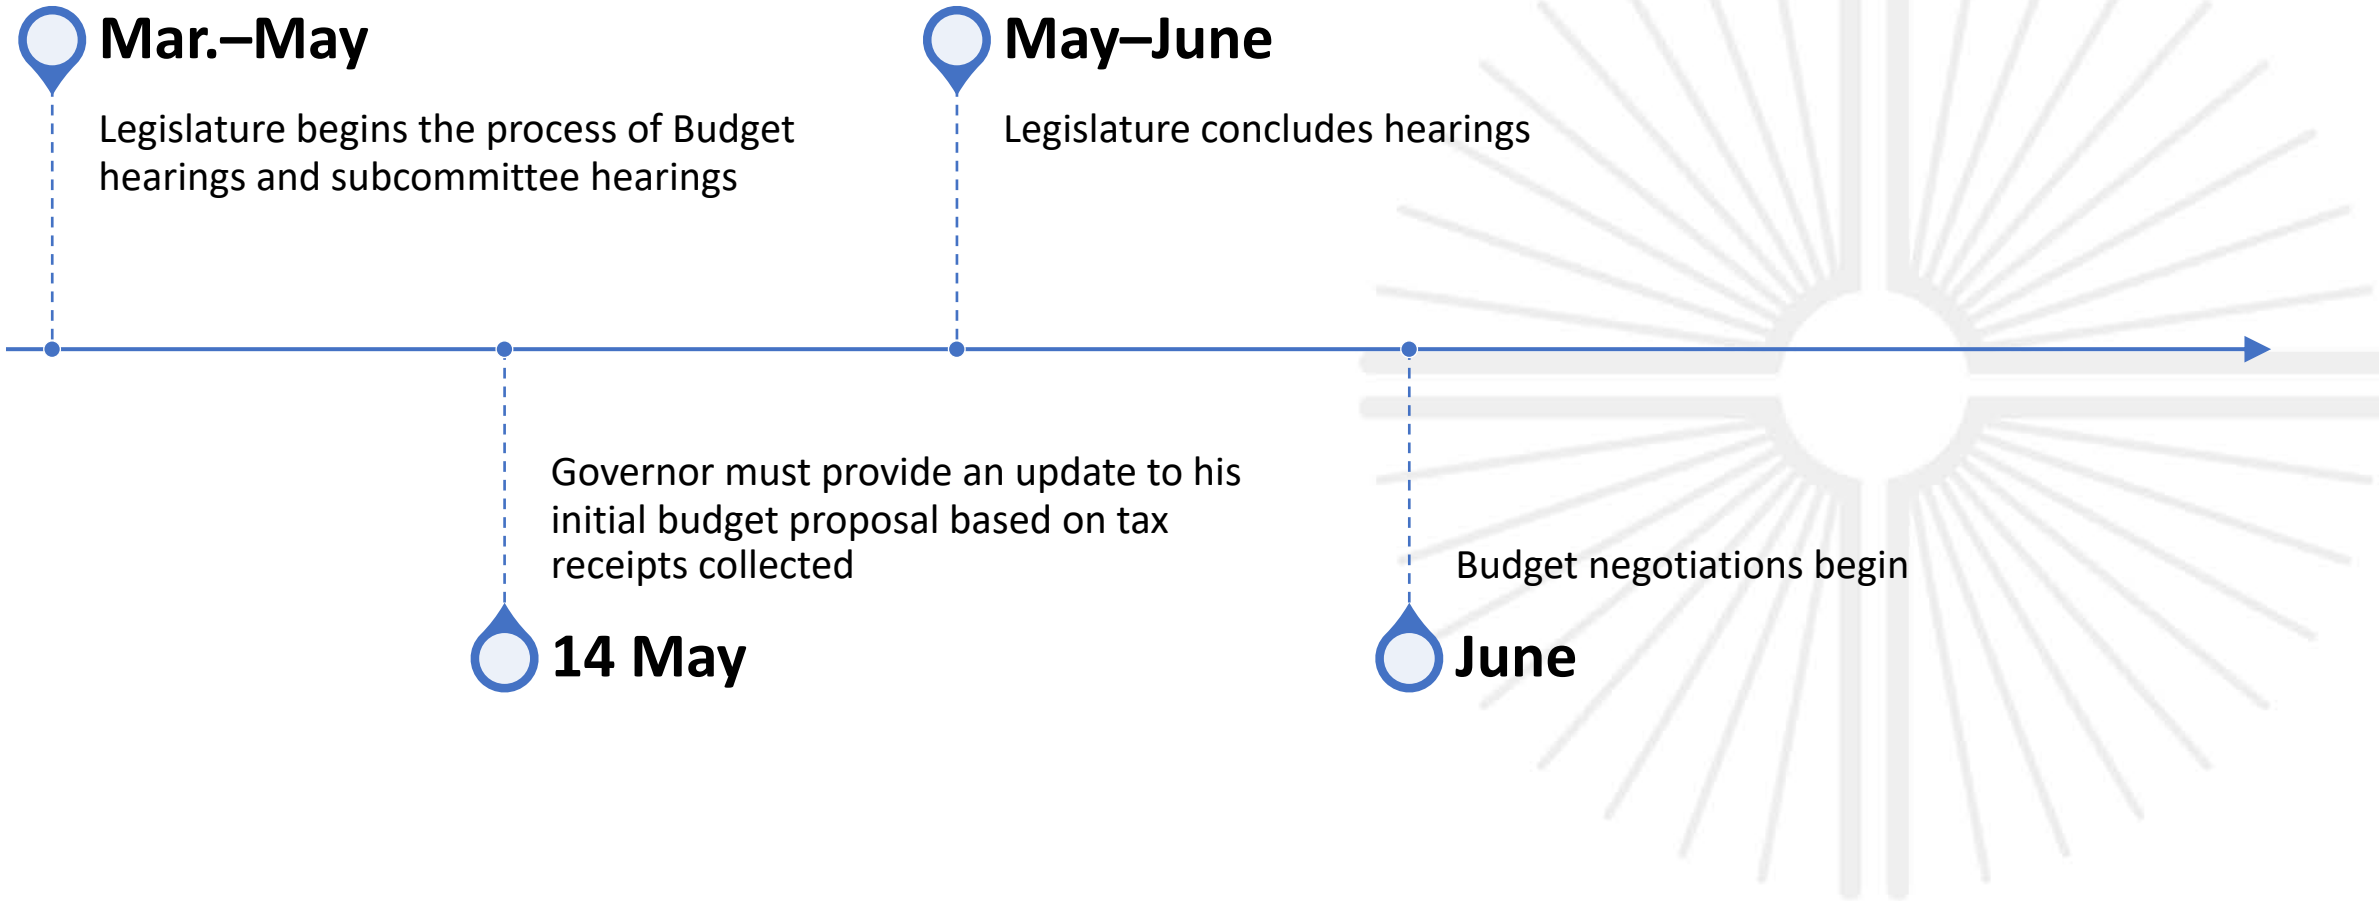 Mar.–May
Legislature begins the process of Budget
hearings and subcommittee hearings
14 May
Governor must provide an update to his
initial budget proposal based on tax
receipts collected
May–June
Legislature concludes hearings
June
Budget negotiations begin